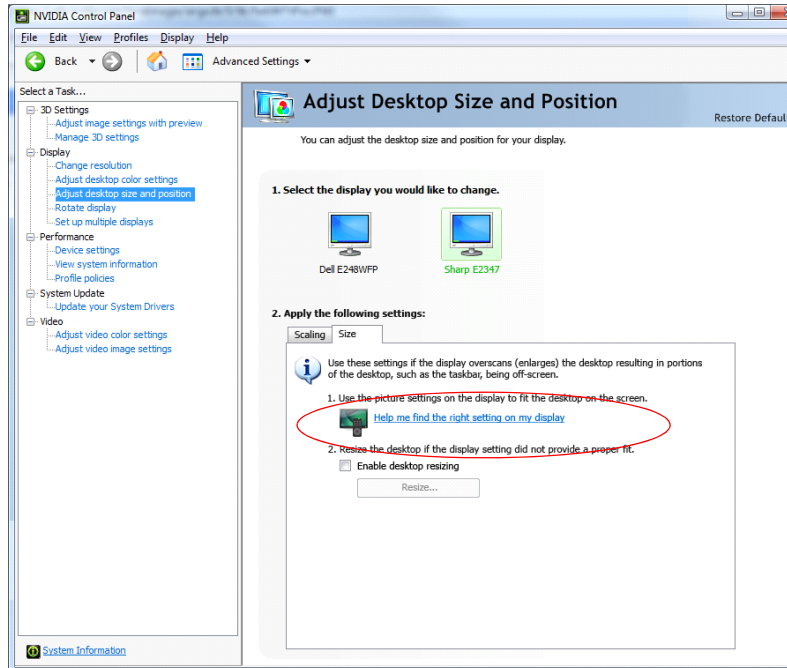 NVIDIA Control Panel
File Edit View Profiles Display Help
Back Advanced Settings
Select a Task...
3D Settings
Adjust image settings with preview
Manage 3D settings
Display
Change resolution
Adjust desktop color settings
Adjust desktop size and position
Rotate display
Set up multiple displays
Performance
Device settings
View system information
Profile policies
System Update
Update your System Drivers
Video
Adjust video color settings
Adjust video image settings
System Information
Adjust Desktop Size and Position
Restore Defaul
You can adjust the desktop size and position for your display.
1. Select the display you would like to change.
Dell E248WFP Sharp E2347
2. Apply the following settings:
Scaling Size
Use these settings if the display overscans (enlarges) the desktop resulting in portions
of the desktop, such as the taskbar, being off-screen.
1. Use the picture settings on the display to fit the desktop on the screen.
Help me find the right setting on my display
2. Resize the desktop if the display setting did not provide a proper fit.
Enable desktop resizing
Resize...